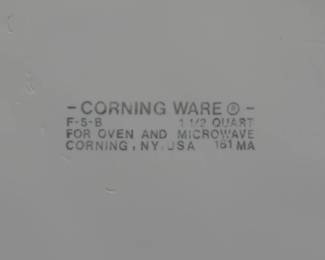 - CORNING WARE ® -
F-5-B 1 1/2 QUART
FOR OVEN AND MICROWAVE
CORNING, NY. USA 161 MA